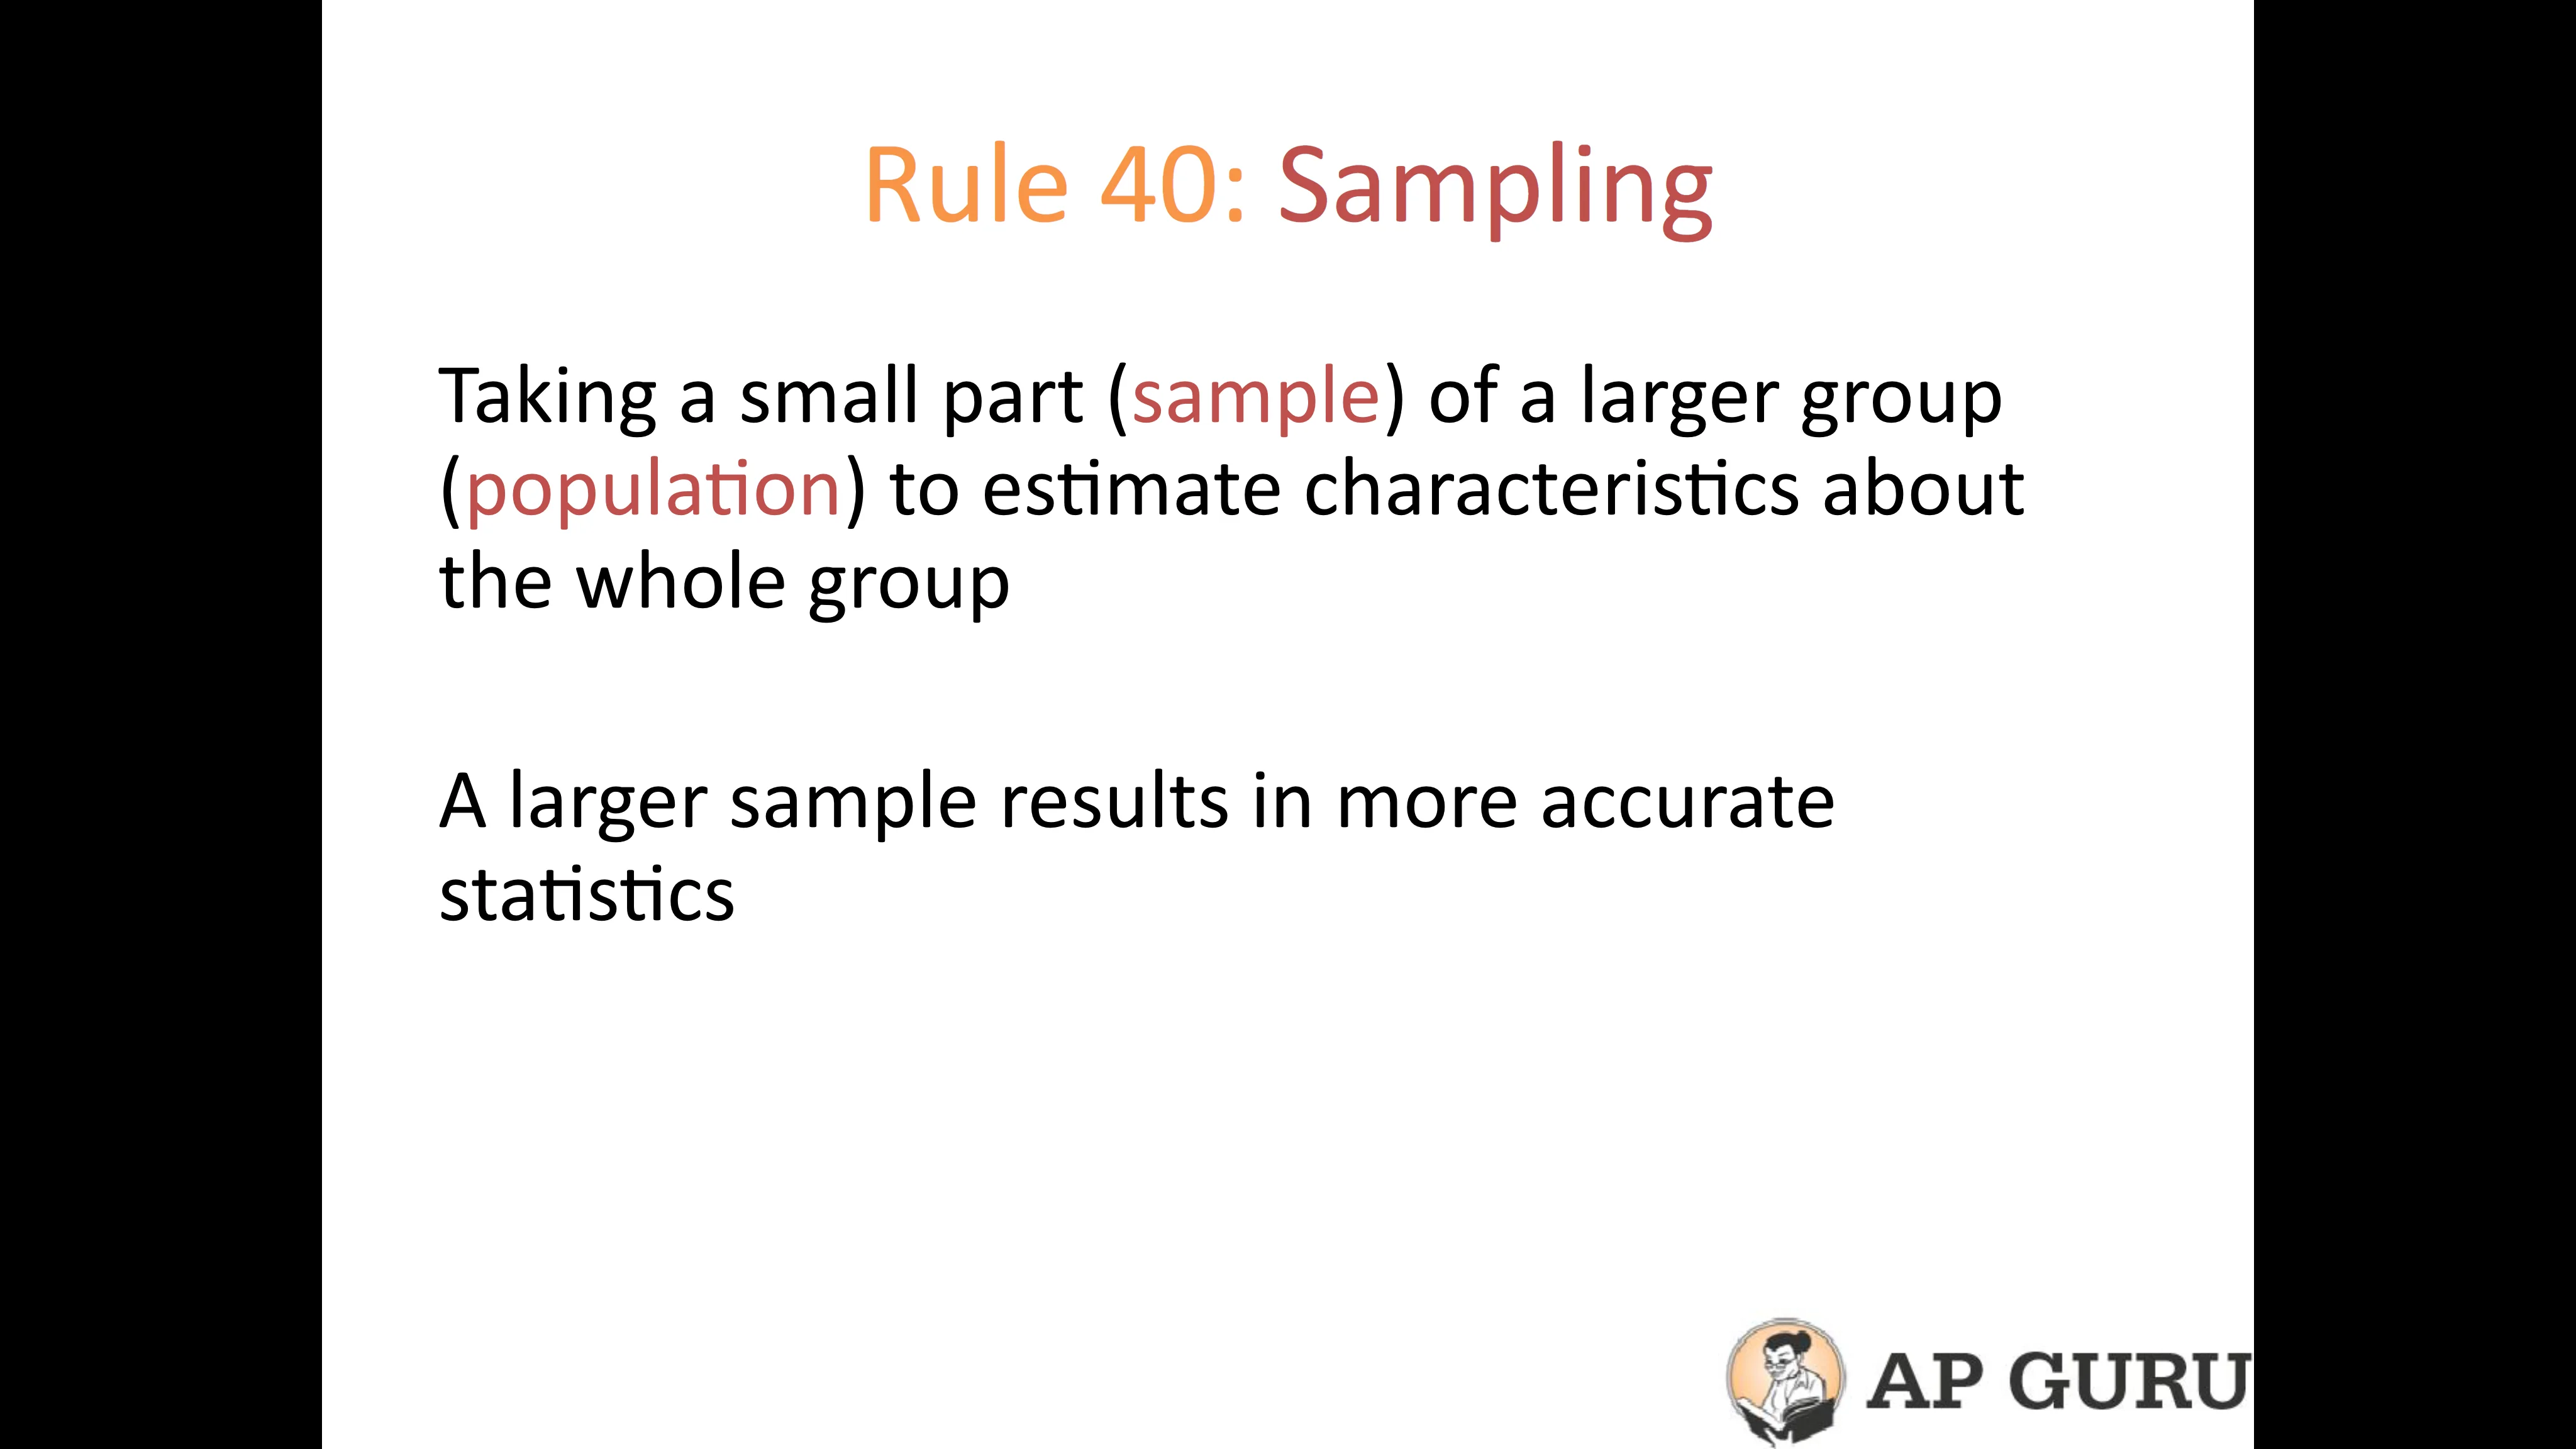 Rule 40: Sampling
Taking a small part (sample) of a larger group
(population) to estimate characteristics about
the whole group
A larger sample results in more accurate
statistics
AP GURU